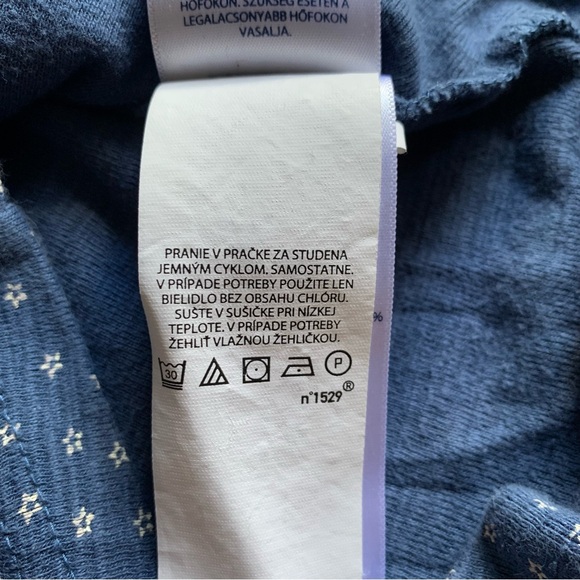 HŐFOKON. SZÜKSÉG ESETÉN A
LEGALACSONYABB HŐFOKON
VASALJA.
PRANIE V PRAČKE ZA STUDENA
JEMNÝM CYKLOM. SAMOSTATNE.
V PRÍPADE POTREBY POUŽITE LEN
BIELIDLO BEZ OBSAHU CHLÓRU.
SUŠTE V SUŠIČKE PRI NÍZKEJ
TEPLOTE. V PRÍPADE POTREBY
ŽEHLIŤ VLAŽNOU ŽEHLIČKOU.
%
30 P
n°1529®